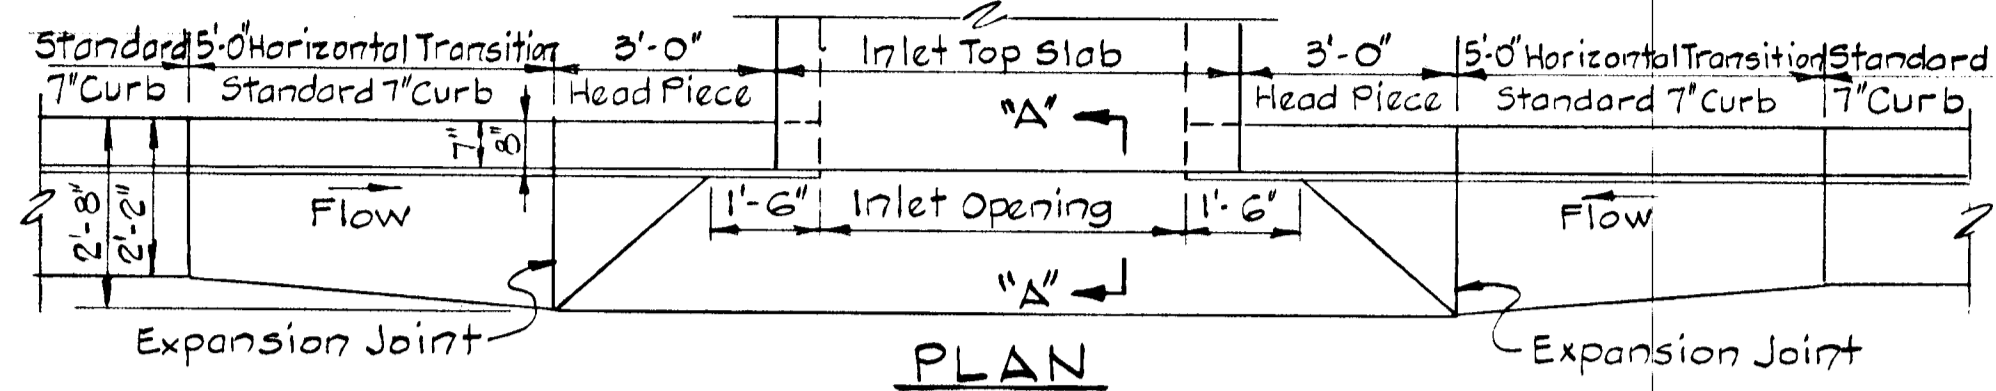 Standard 5'-0" Horizontal Transition 3'-0" Inlet Top Slab 3'-0" 5'-0" Horizontal Transition Standard
7" Curb Standard 7" Curb Head Piece Head Piece Standard 7" Curb 7" Curb
"A"
7" 8"
2'-8" 2'-2"
Flow 1'-6" Inlet Opening 1'-6" Flow
"A"
Expansion Joint Expansion Joint
PLAN